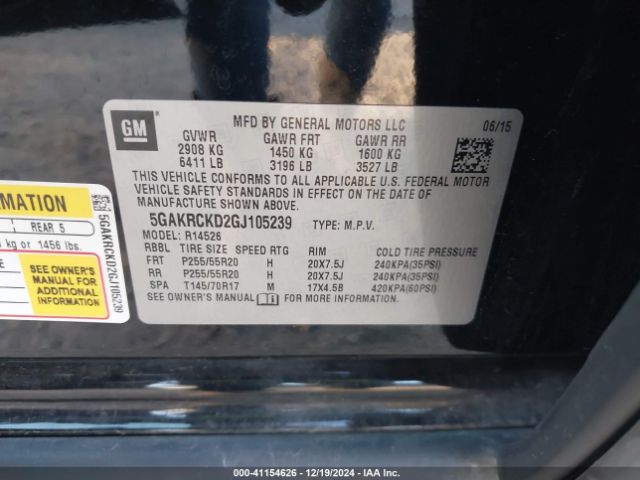 GM
MFD BY GENERAL MOTORS LLC 06/15
GVWR GAWR FRT GAWR RR
2908 KG 1450 KG 1600 KG
6411 LB 3196 LB 3527 LB
THIS VEHICLE CONFORMS TO ALL APPLICABLE U.S. FEDERAL MOTOR
VEHICLE SAFETY STANDARDS IN EFFECT ON THE DATE OF
MANUFACTURE SHOWN ABOVE.
5GAKRCKD2GJ105239 TYPE: M.P.V.
MODEL: R14526
RBBL TIRE SIZE SPEED RTG RIM COLD TIRE PRESSURE
FRT P255/55R20 H 20X7.5J 240KPA(35PSI)
RR P255/55R20 H 20X7.5J 240KPA(35PSI)
SPA T145/70R17 M 17X4.5B 420KPA(60PSI)
SEE OWNER'S MANUAL FOR MORE INFORMATION.
MATION
REAR 5
kg or 1456 lbs.
SEE OWNER'S
MANUAL FOR
ADDITIONAL
INFORMATION
5GAKRCKD2GJ105239
000-41154626 - 12/19/2024 - IAAI.COM